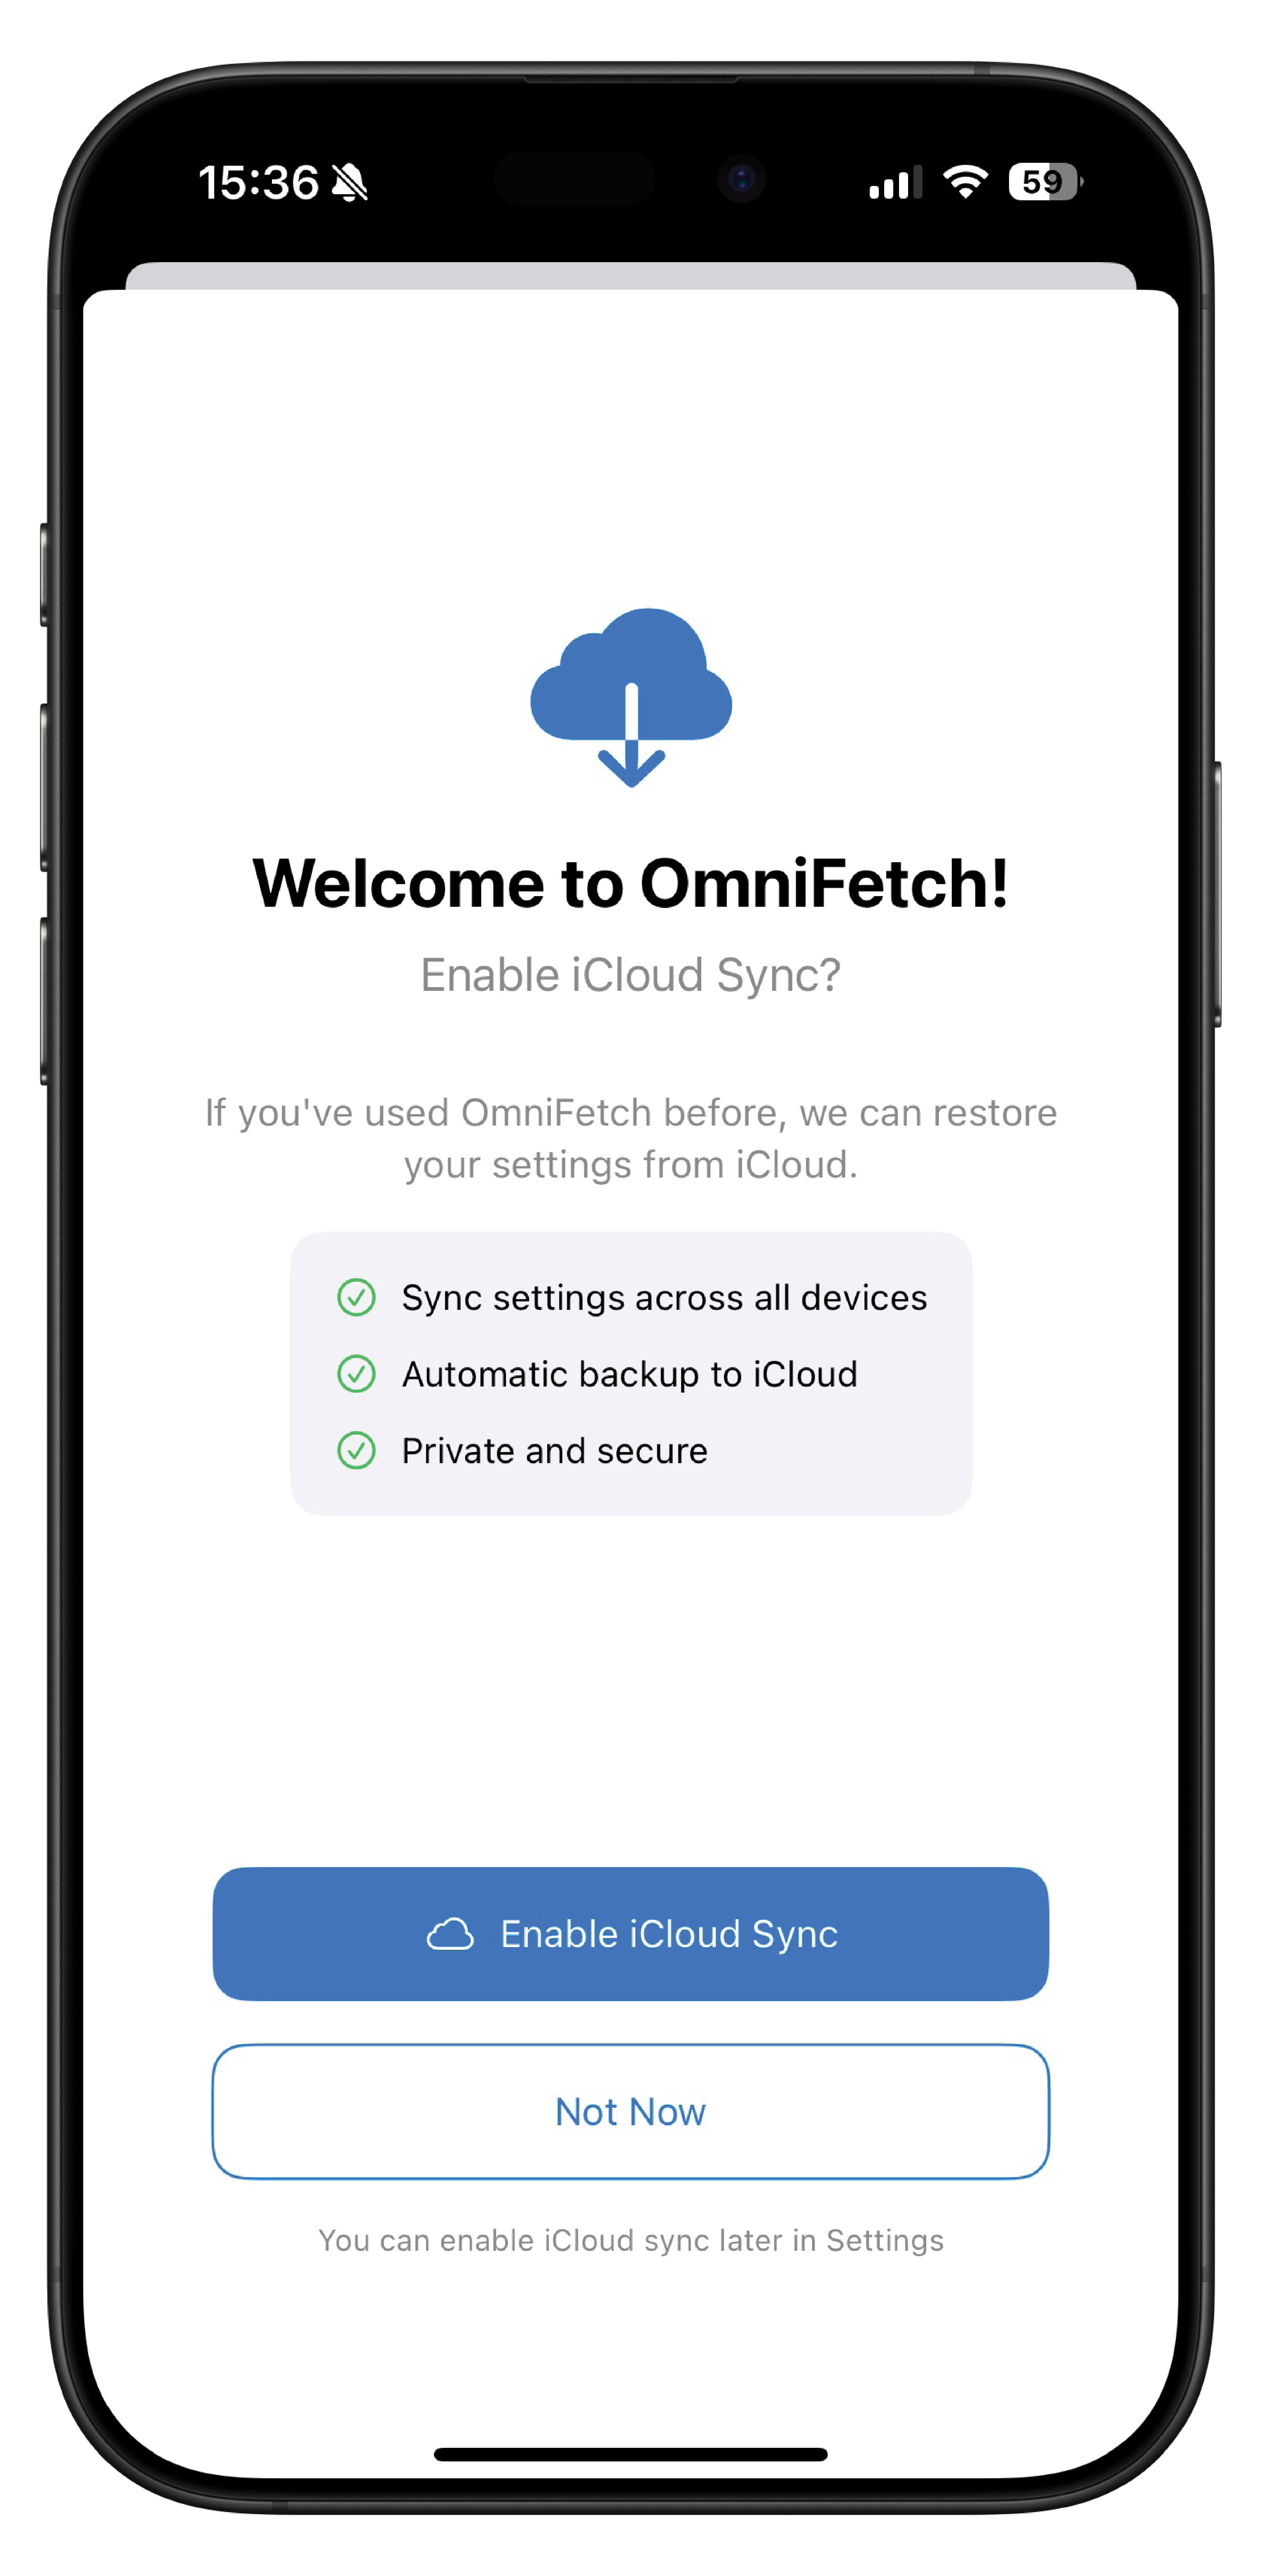 15:36
59
Welcome to OmniFetch!
Enable iCloud Sync?
If you've used OmniFetch before, we can restore
your settings from iCloud.
Sync settings across all devices
Automatic backup to iCloud
Private and secure
Enable iCloud Sync
Not Now
You can enable iCloud sync later in Settings